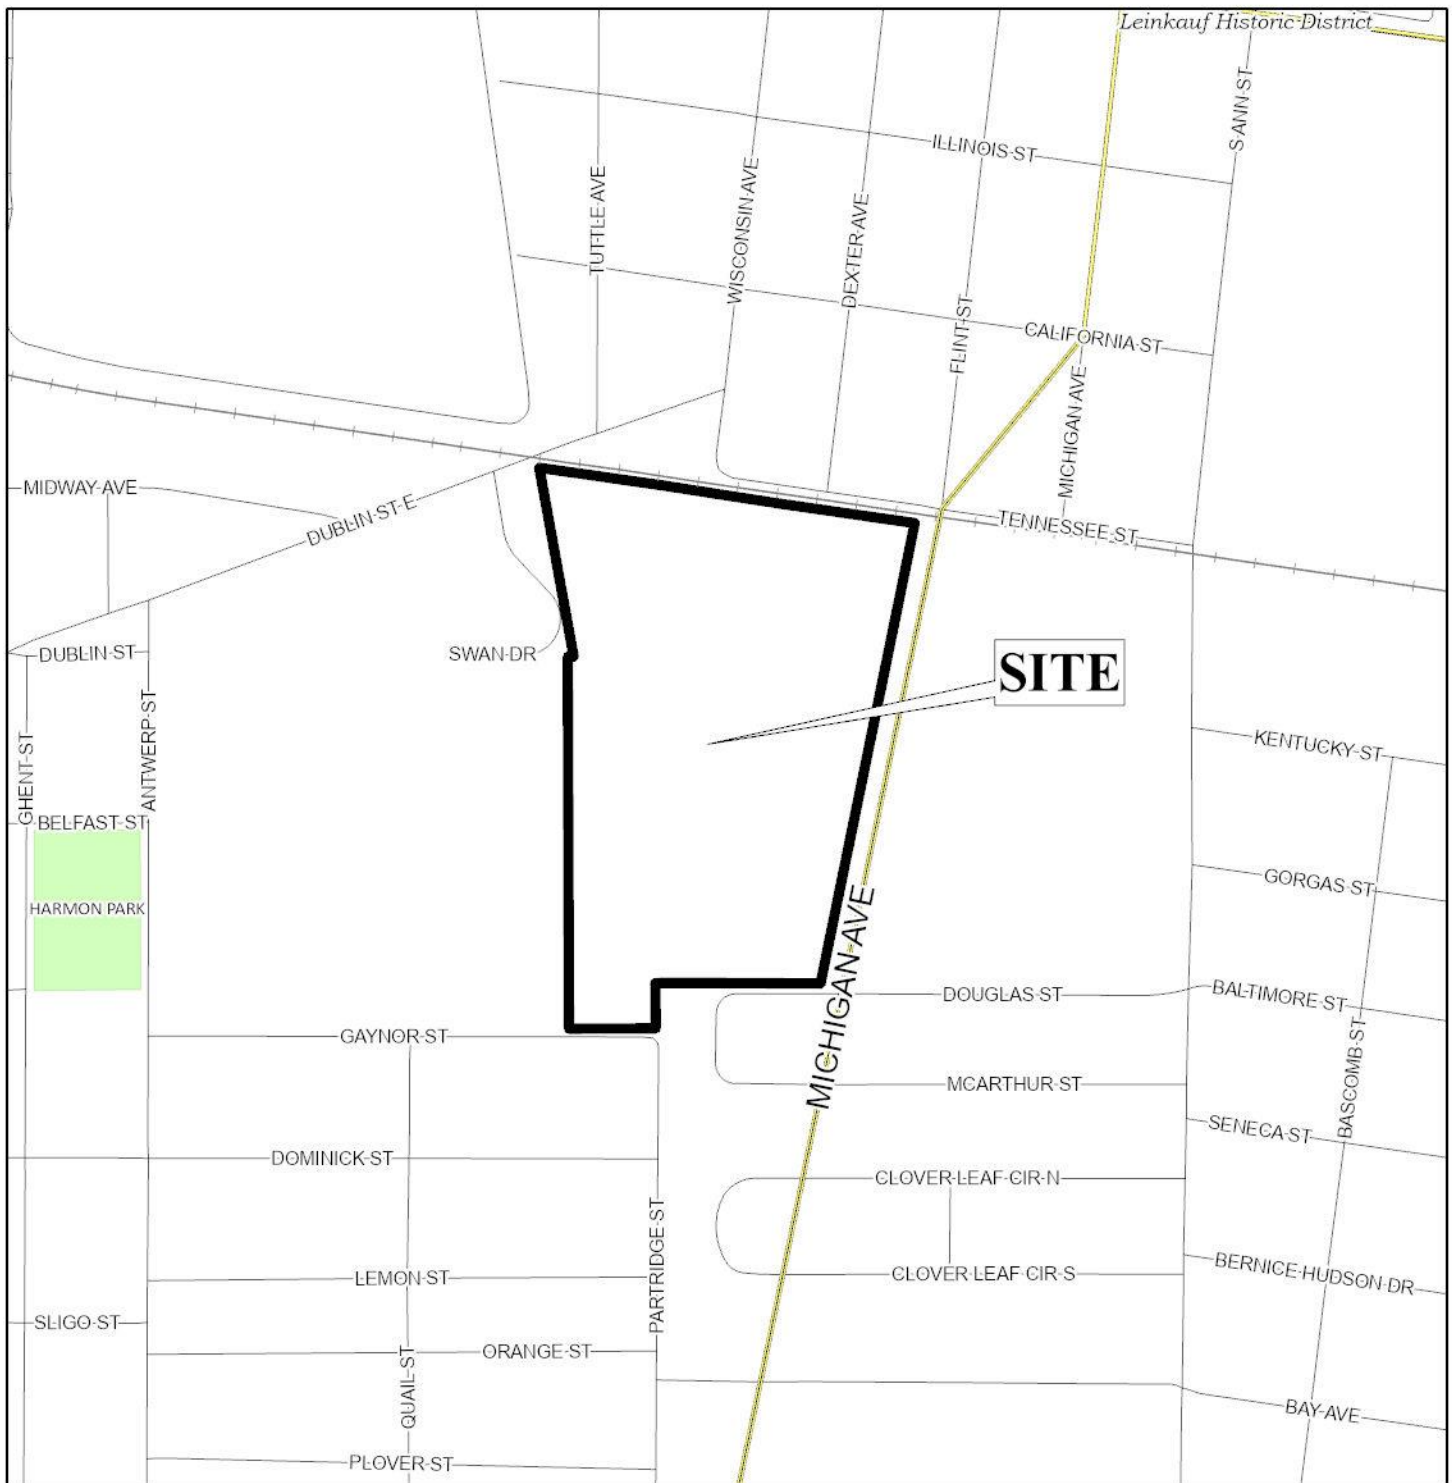 Leinkauf Historic District
S ANN ST
ILLINOIS ST
TUTTLE AVE
WISCONSIN AVE
DEXTER AVE
FLINT ST
CALIFORNIA ST
MICHIGAN AVE
MIDWAY AVE
DUBLIN ST E
TENNESSEE ST
DUBLIN ST
SWAN DR
SITE
GHENT ST
ANTWERP ST
KENTUCKY ST
BELFAST ST
GORGAS ST
HARMON PARK
MICHIGAN AVE
DOUGLAS ST
BALTIMORE ST
GAYNOR ST
BASCOMB ST
MCARTHUR ST
SENECA ST
DOMINICK ST
CLOVER LEAF CIR N
PARTRIDGE ST
LEMON ST
CLOVER LEAF CIR S
BERNICE HUDSON DR
SLIGO ST
ORANGE ST
QUAIL ST
BAY AVE
PLOVER ST